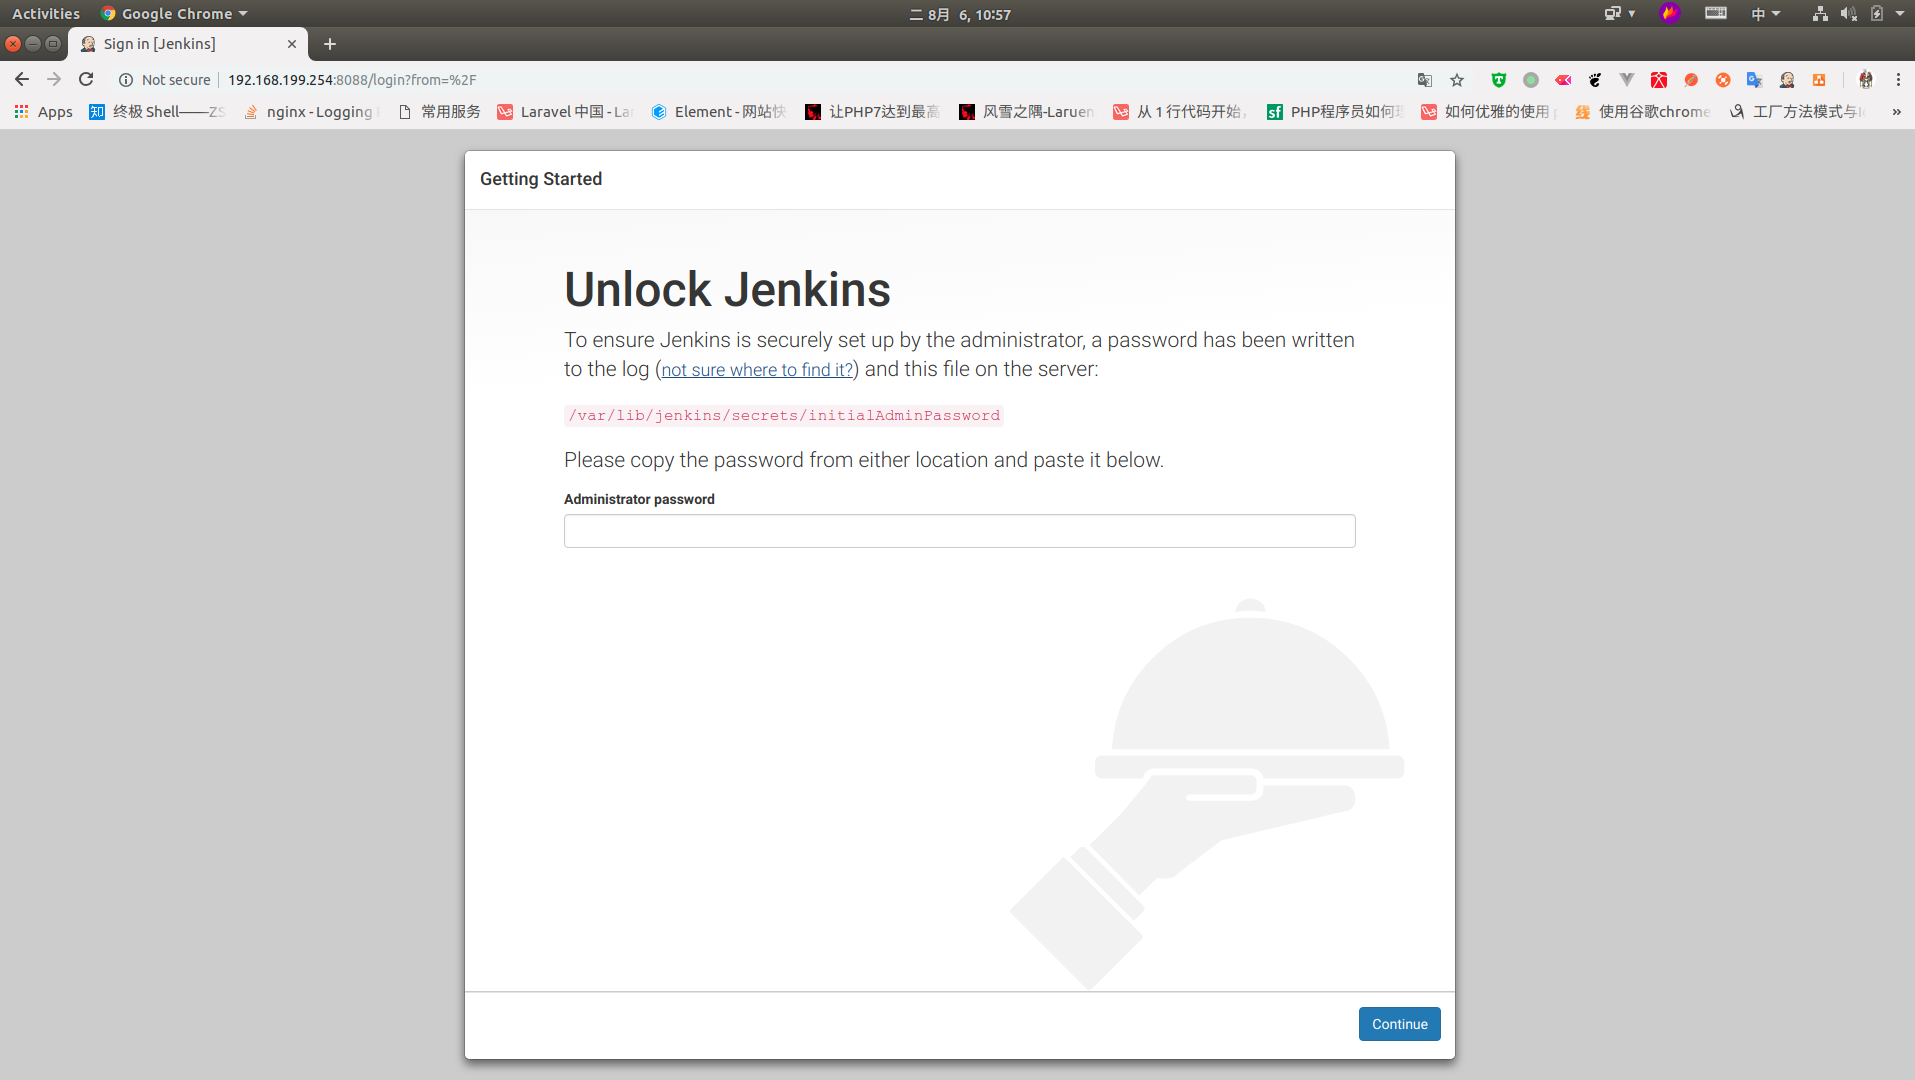 Activities Google Chrome 二 8月 6, 10:57 中
Sign in [Jenkins]
Not secure 192.168.199.254:8088/login?from=%2F
Apps 知 终极 Shell——ZS nginx - Logging 常用服务 Laravel 中国 - La Element - 网站快 让PHP7达到最高 风雪之隅-Laruen 从 1 行代码开始, sf PHP程序员如何理 如何优雅的使用 p 线 使用谷歌chrome 工厂方法模式与 »
Getting Started
Unlock Jenkins
To ensure Jenkins is securely set up by the administrator, a password has been written
to the log (not sure where to find it?) and this file on the server:
/var/lib/jenkins/secrets/initialAdminPassword
Please copy the password from either location and paste it below.
Administrator password
Continue